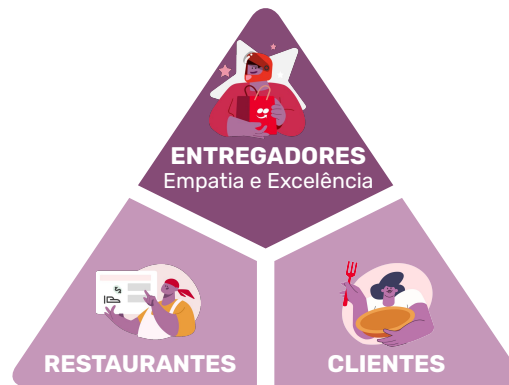 ENTREGADORES
Empatia e Excelência
RESTAURANTES
CLIENTES